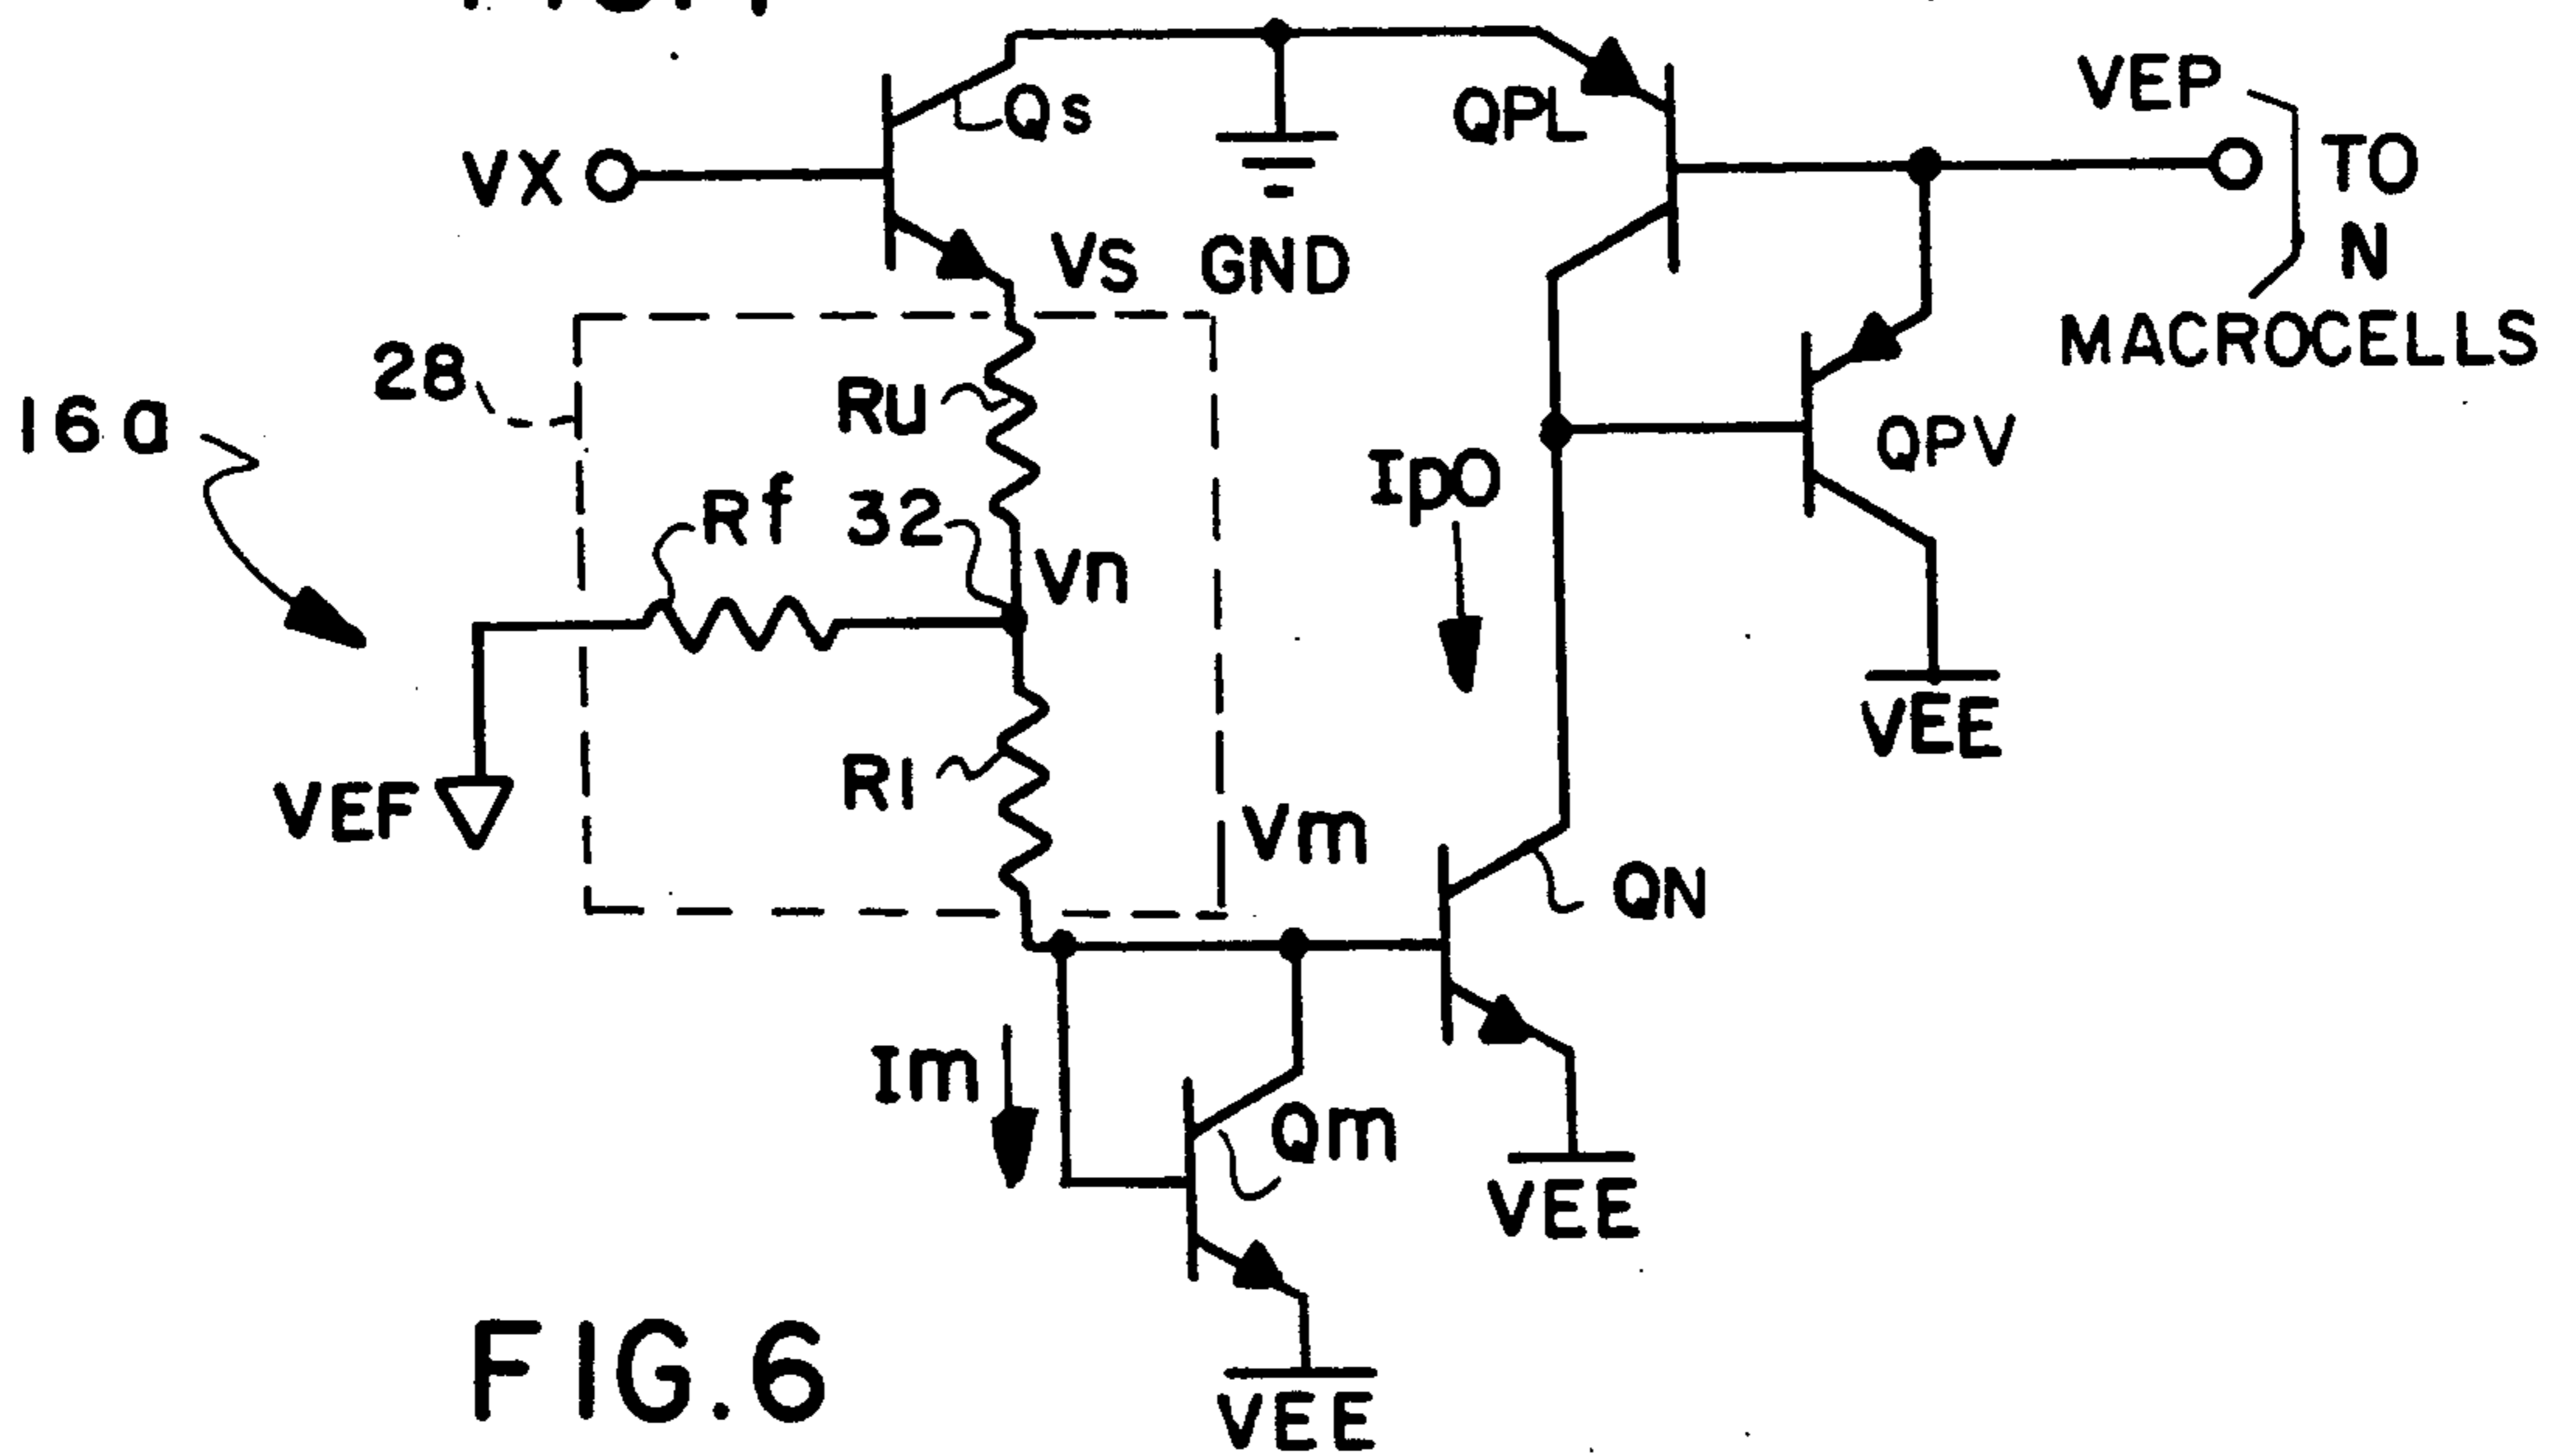 Qs
QPL
VEP
VX
TO
N
MACROCELLS
VS
GND
28
Ru
16a
Rf
32
Vn
IpO
QPV
VEE
VEF
Rl
Vm
QN
Im
Qm
VEE
VEE
FIG.6